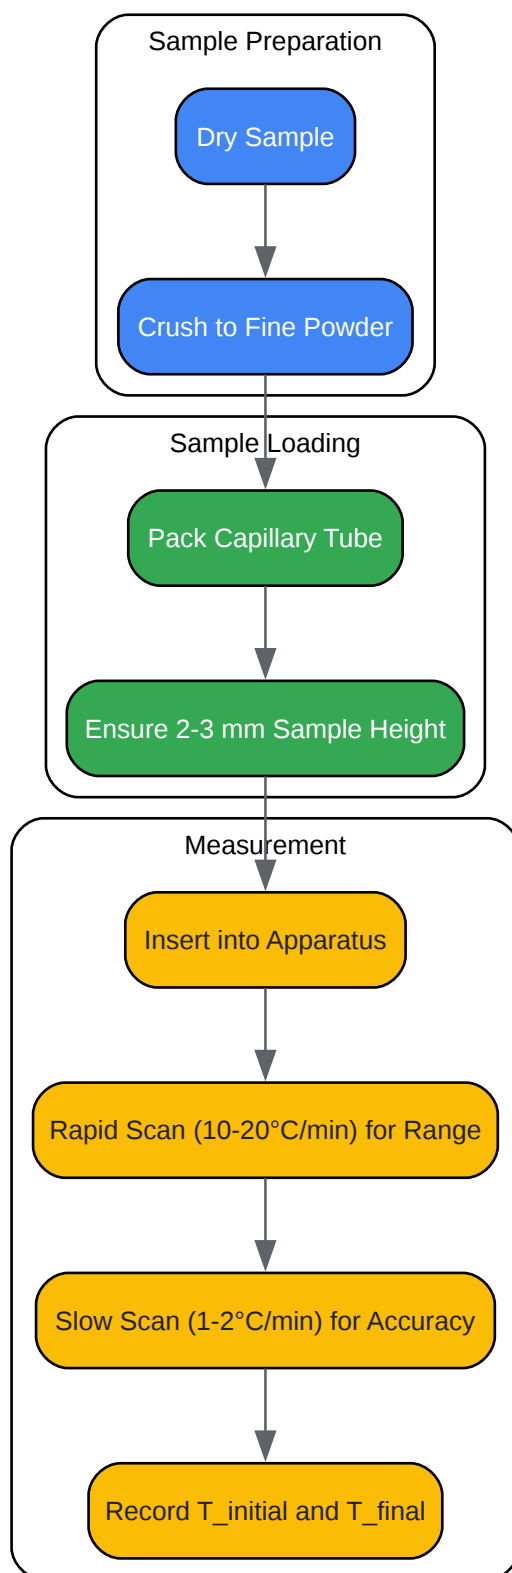 Sample Preparation
Dry Sample
Crush to Fine Powder
Sample Loading
Pack Capillary Tube
Ensure 2-3 mm Sample Height
Measurement
Insert into Apparatus
Rapid Scan (10-20°C/min) for Range
Slow Scan (1-2°C/min) for Accuracy
Record T_initial and T_final